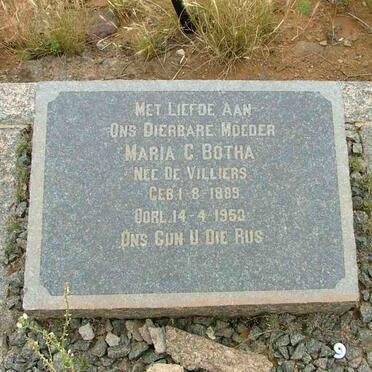 MET LIEFDE AAN
ONS DIERBARE MOEDER
MARIA C BOTHA
NEE DE VILLIERS
GEB. 1-8-1889
OORL. 14-4-1950
ONS GUN U DIE RUS
9